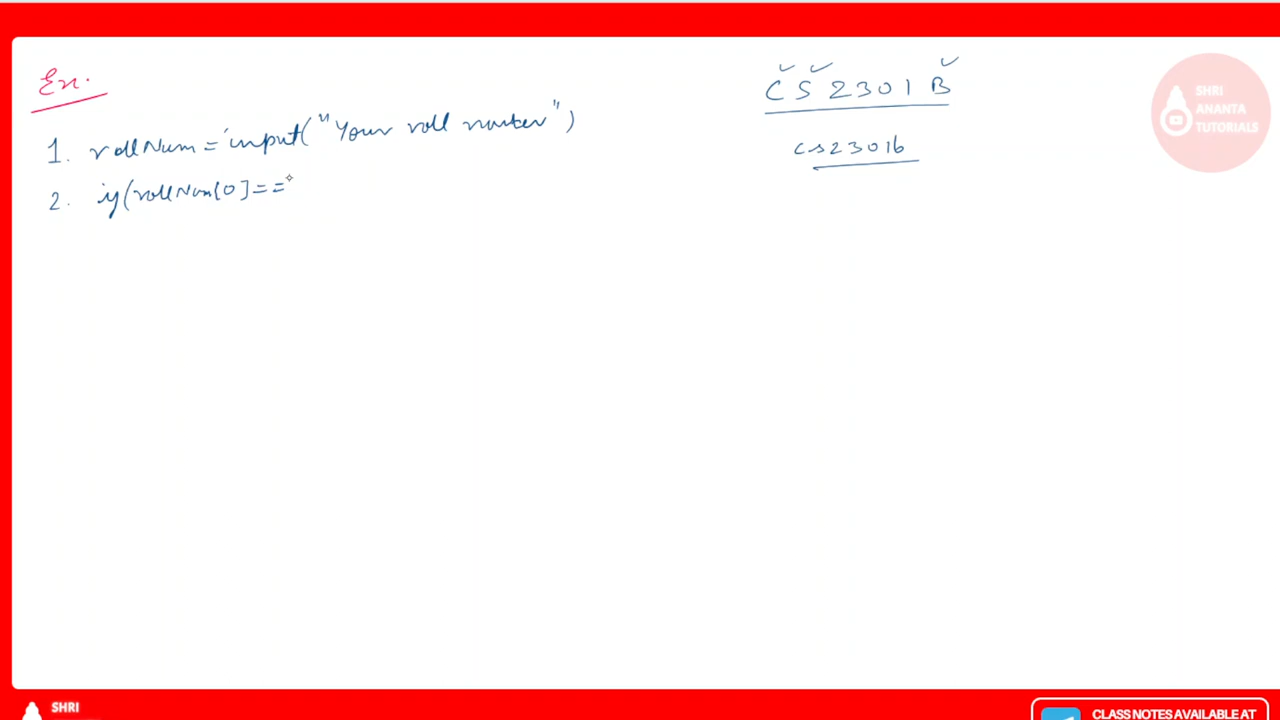 Ex.
CS2301B
1. rollNum = input("Your roll number")
cs2301b
2. if(rollNum[0]==
SHRI
ANANTA
TUTORIALS
SHRI
CLASS NOTES AVAILABLE AT